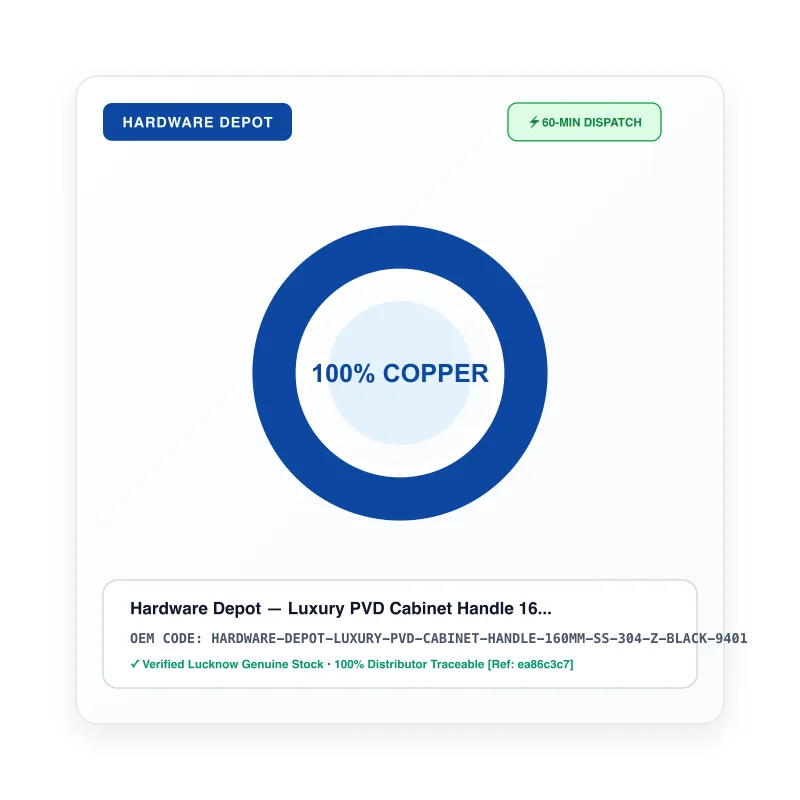 HARDWARE DEPOT
⚡ 60-MIN DISPATCH
100% COPPER
Hardware Depot — Luxury PVD Cabinet Handle 16...
OEM CODE: HARDWARE-DEPOT-LUXURY-PVD-CABINET-HANDLE-160MM-SS-304-Z-BLACK-9401
✓ Verified Lucknow Genuine Stock · 100% Distributor Traceable [Ref: ea86c3c7]